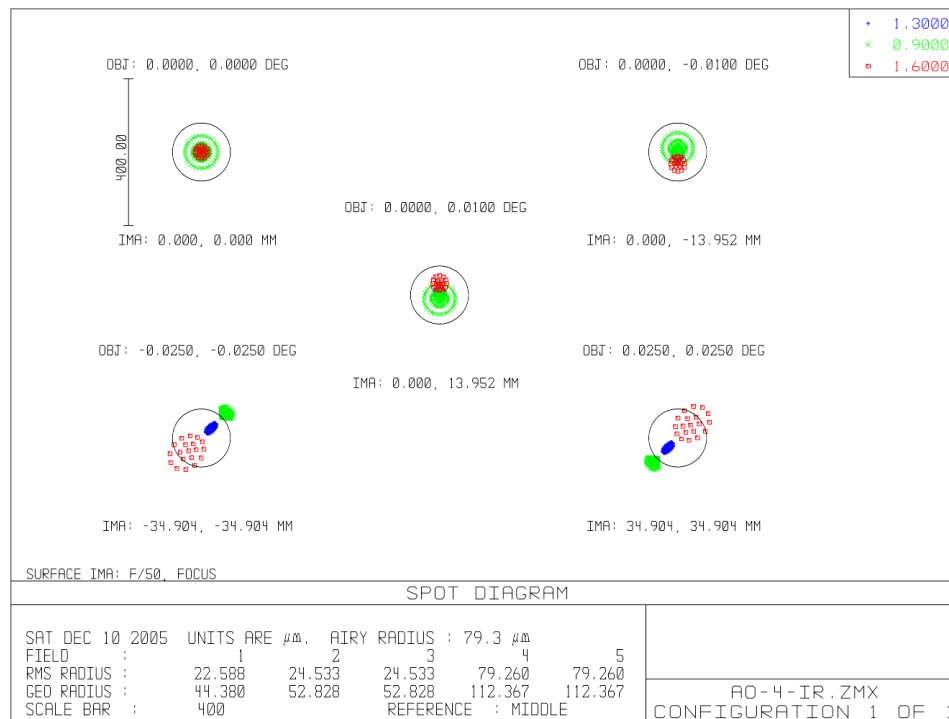 + 1.3000
× 0.9000
1.6000
OBJ: 0.0000, 0.0000 DEG
OBJ: 0.0000, -0.0100 DEG
400.00
OBJ: 0.0000, 0.0100 DEG
IMA: 0.000, 0.000 MM
IMA: 0.000, -13.952 MM
OBJ: -0.0250, -0.0250 DEG
OBJ: 0.0250, 0.0250 DEG
IMA: 0.000, 13.952 MM
IMA: -34.904, -34.904 MM
IMA: 34.904, 34.904 MM
SURFACE IMA: F/50, FOCUS
SPOT DIAGRAM
SAT DEC 10 2005 UNITS ARE µm. AIRY RADIUS : 79.3 µm
FIELD : 1 2 3 4 5
RMS RADIUS : 22.588 24.533 24.533 79.260 79.260
GEO RADIUS : 44.380 52.828 52.828 112.367 112.367
SCALE BAR : 400 REFERENCE : MIDDLE
AO-4-IR.ZMX
CONFIGURATION 1 OF